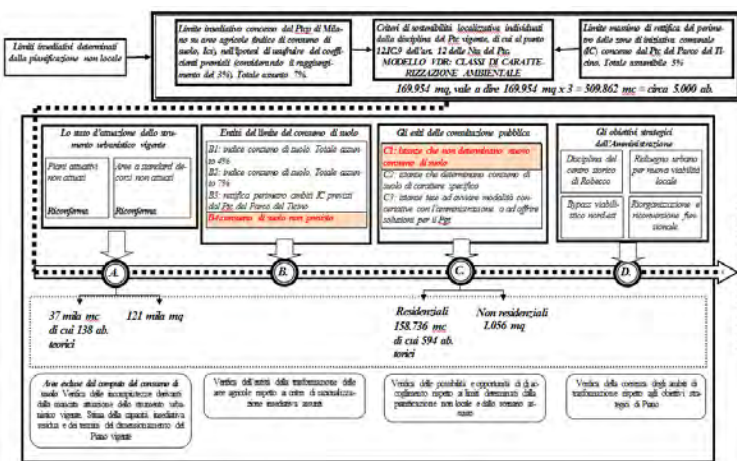 Limiti insediativi determinati
dalla pianificazione non locale
Limite insediativo concesso dal Ptcp di Mila-
no su aree agricole (indice di consumo di
suolo, Ics), nell'ipotesi di usufruire dei coeffi-
cienti premiali (considerando il raggiungi-
mento del 3%). Totale assunto 7%.
Criteri di sostenibilità localizzativa individuati
dalla disciplina del Ptc vigente, di cui al punto
12.IC.9 dell'art. 12 delle Nta del Ptc.
MODELLO VDR: CLASSI DI CARATTE-
RIZZAZIONE AMBIENTALE
Limite massimo di rettifica del perime-
tro delle zone di iniziativa comunale
(IC) concesso dal Ptc del Parco del Ti-
cino. Totale assumibile 5%
169.954 mq, vale a dire 169.954 mq x 3 = 509.862 mc = circa 5.000 ab.
Lo stato d'attuazione dello stru-
mento urbanistico vigente
Piani attuativi
non attuati
Riconferma
Aree a standard de-
corsi non attuati
Riconferma
Entità del limite del consumo di suolo
B1: indice consumo di suolo. Totale assun-
to 4%
B2: indice consumo di suolo. Totale assun-
to 7%
B3: rettifica perimetro ambiti IC previsti
dal Ptc del Parco del Ticino
B4:consumo di suolo non previsto
Gli esiti della consultazione pubblica
C1: istanze che non determinano nuovo
consumo di suolo
C2: istanze che determinano consumo di
suolo di carattere specifico
C3: istanze tese ad avviare modalità con-
certative con l'amministrazione o ad offrire
soluzioni per il Pgt
Gli obiettivi strategici
dell'Amministrazione
Disciplina del
centro storico di
Robecco
Ridisegno urbano
per nuova viabilità
locale
Bypass viabili-
stico nord-est
Riorganizzazione e
riconversione fun-
zionale
A.
B.
C.
D.
37 mila mc
di cui 138 ab.
teorici
121 mila mq
Residenziali
158.736 mc
di cui 594 ab.
torici
Non residenziali
1.056 mq
Aree escluse dal computo del consumo di
suolo Verifica delle incompiutezze derivanti
dalla mancata attuazione dello strumento urba-
nistico vigente. Stima della capacità insediativa
residua e dei termini del dimensionamento del
Piano vigente
Verifica dell'entità della trasformazione delle
aree agricole rispetto ai criteri di razionalizza-
zione insediativa assunti
Verifica delle possibilità e opportunità di di ac-
coglimento rispetto ai limiti determinati dalla
pianificazione non locale e dallo scenario as-
sunto
Verifica della coerenza degli ambiti di
trasformazione rispetto agli obiettivi stra-
tegici di Piano